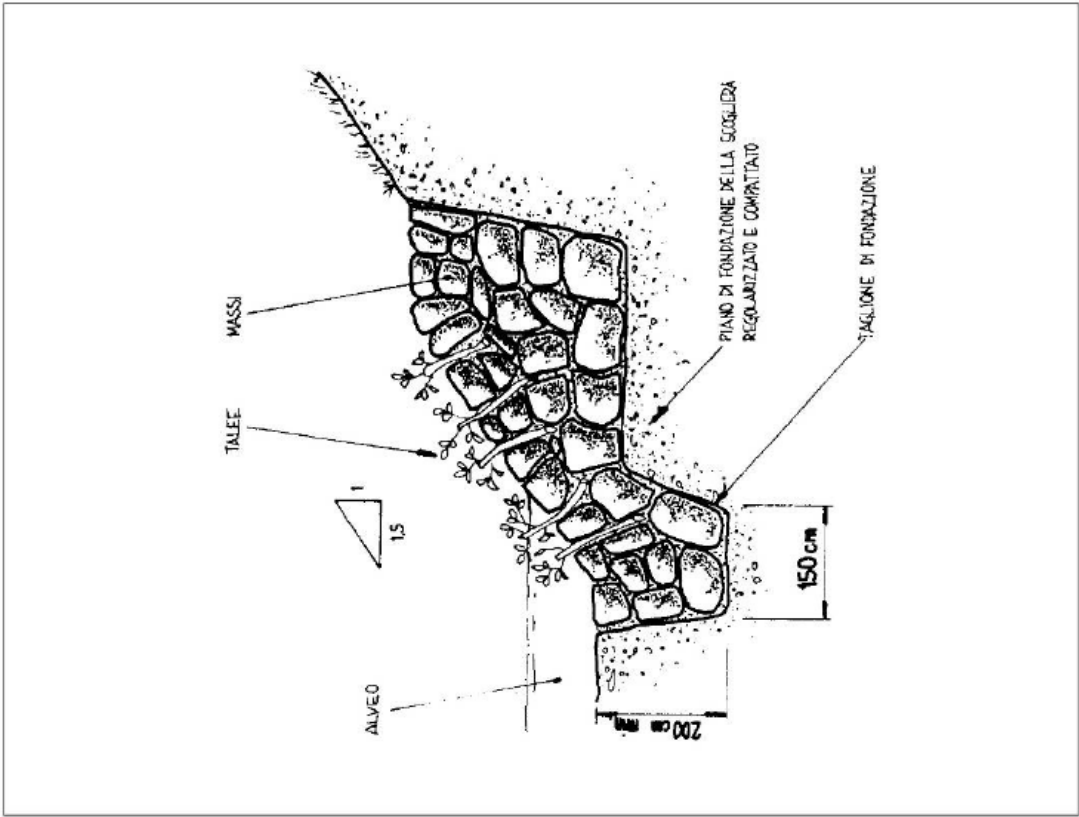 MASSI
TALEE
1
1.5
ALVEO
PIANO DI FONDAZIONE DELLA SCOGLIERA
REGOLARIZZATO E COMPATTATO
TAGLIONE DI FONDAZIONE
150 cm
200 cm